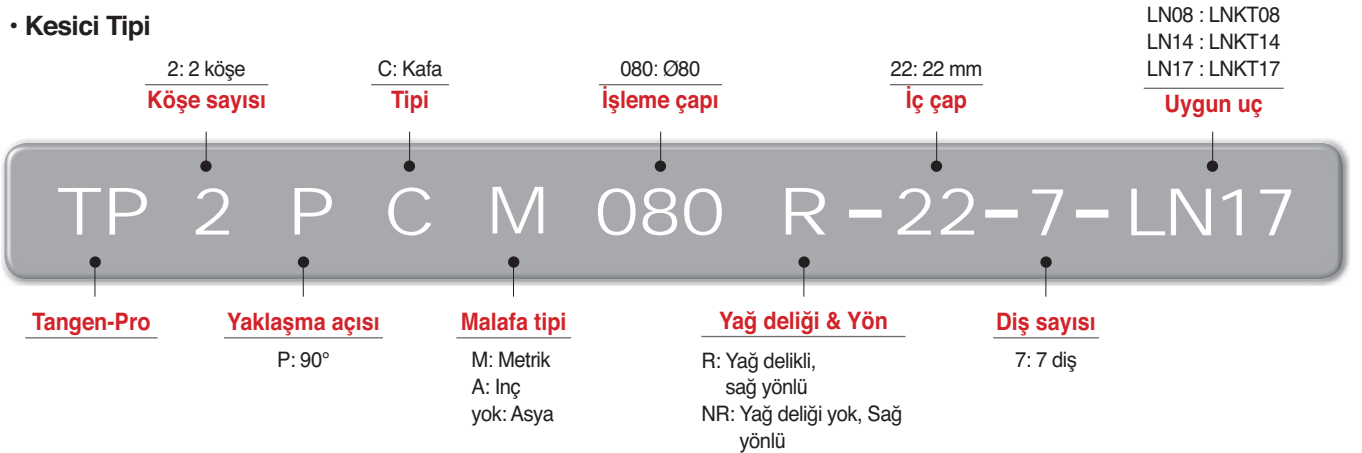 • Kesici Tipi
2: 2 köşe
Köşe sayısı
C: Kafa
Tipi
080: Ø80
İşleme çapı
22: 22 mm
İç çap
LN08 : LNKT08
LN14 : LNKT14
LN17 : LNKT17
Uygun uç
TP 2 P C M 080 R - 22 - 7 - LN17
Tangen-Pro
Yaklaşma açısı
P: 90°
Malafa tipi
M: Metrik
A: Inç
yok: Asya
Yağ deliği & Yön
R: Yağ delikli,
sağ yönlü
NR: Yağ deliği yok, Sağ
yönlü
Diş sayısı
7: 7 diş